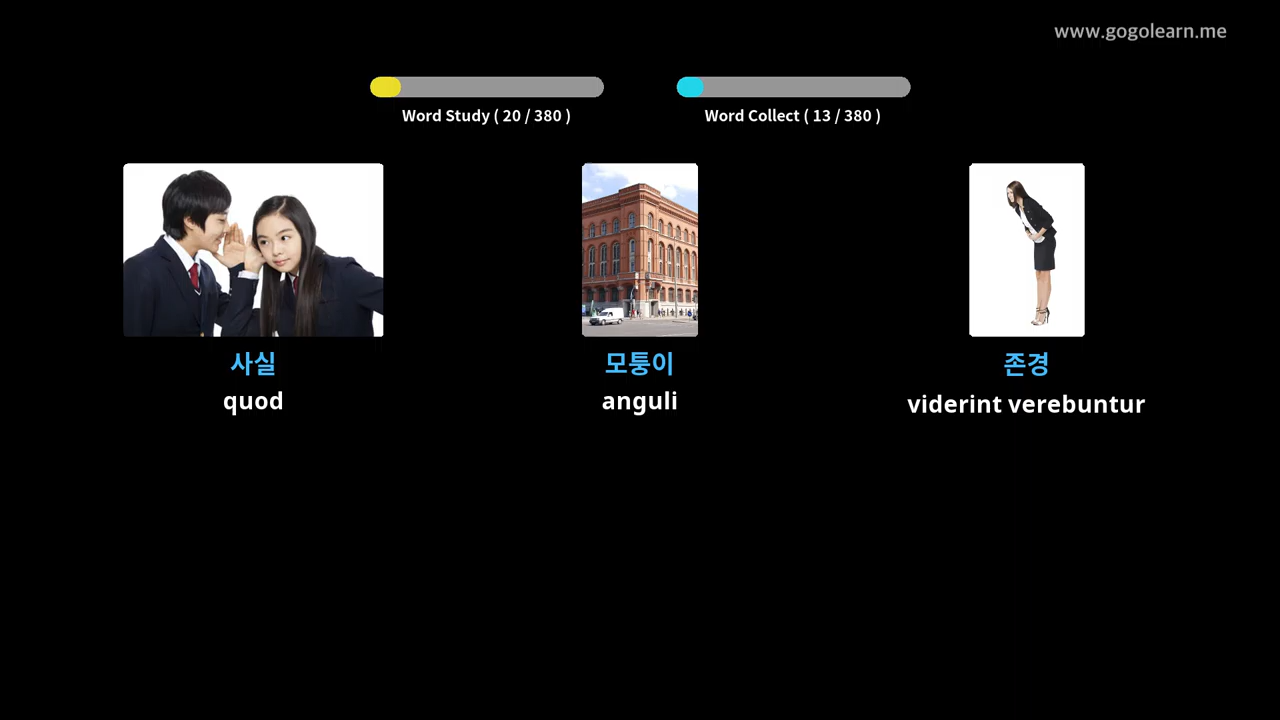 www.gogolearn.me
Word Study ( 20 / 380 )
Word Collect ( 13 / 380 )
사실
quod
모퉁이
anguli
존경
viderint verebuntur